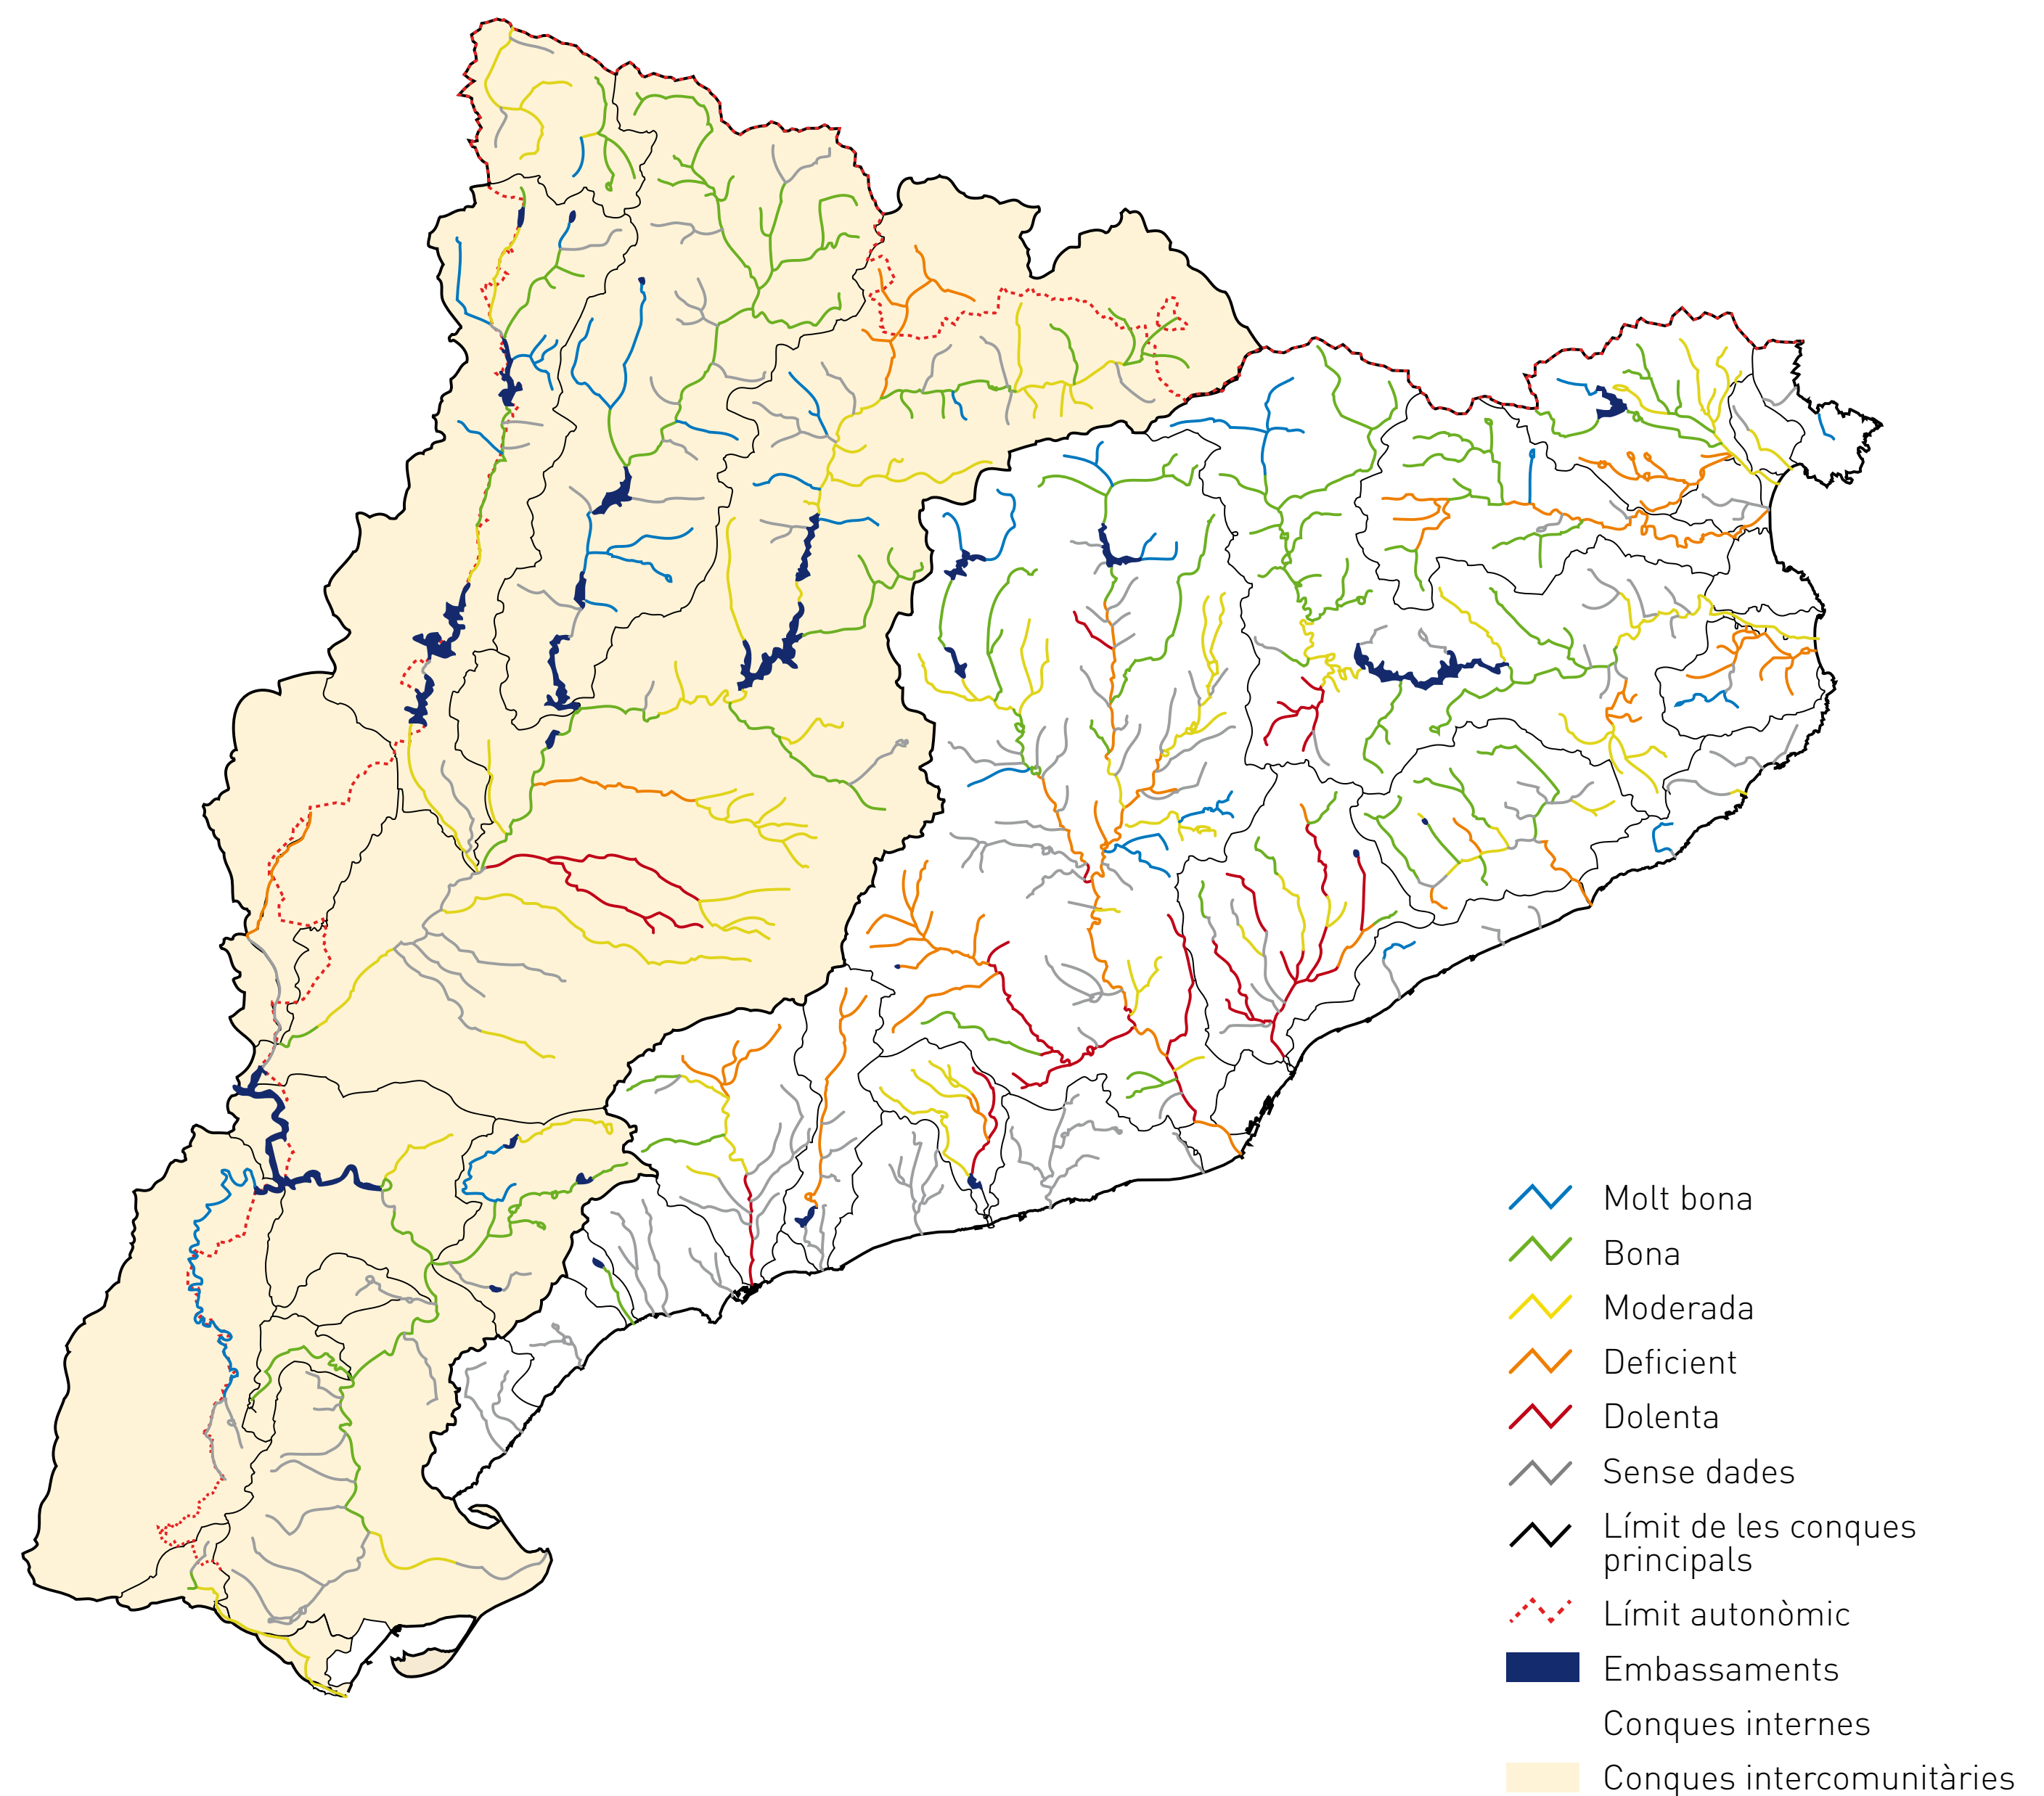 Molt bona
Bona
Moderada
Deficient
Dolenta
Sense dades
Límit de les conques
principals
Límit autonòmic
Embassaments
Conques internes
Conques intercomunitàries